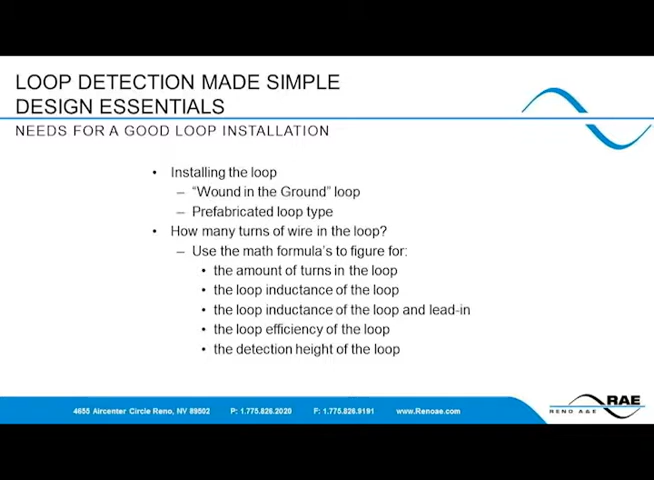 LOOP DETECTION MADE SIMPLE
DESIGN ESSENTIALS
NEEDS FOR A GOOD LOOP INSTALLATION
• Installing the loop
– “Wound in the Ground” loop
– Prefabricated loop type
• How many turns of wire in the loop?
– Use the math formula’s to figure for:
• the amount of turns in the loop
• the loop inductance of the loop
• the loop inductance of the loop and lead-in
• the loop efficiency of the loop
• the detection height of the loop
4655 Aircenter Circle Reno, NV 89502 P: 1.775.826.2020 F: 1.775.826.9191 www.Renoae.com
RAE
RENO A&E